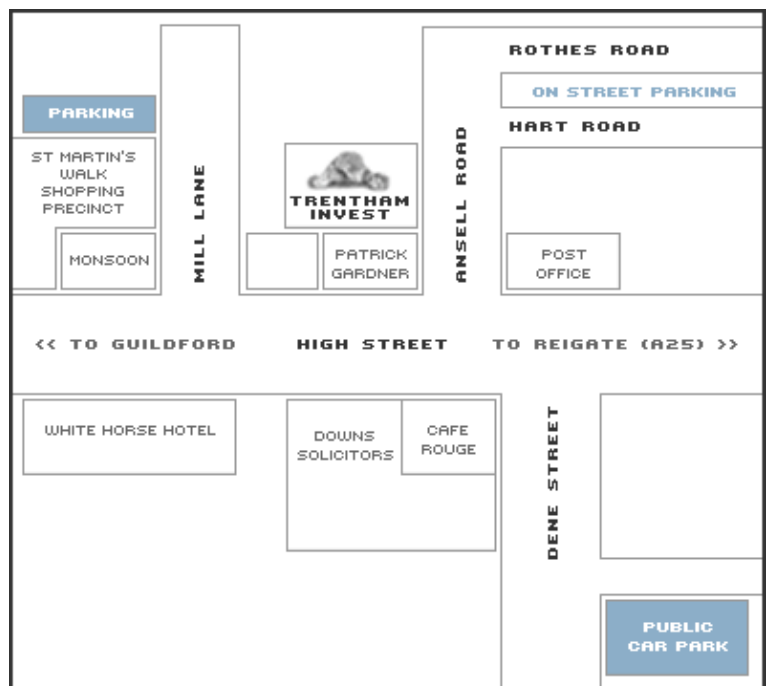 ROTHES ROAD
ON STREET PARKING
HART ROAD
PARKING
ST MARTIN'S
WALK
SHOPPING
PRECINCT
MONSOON
MILL LANE
TRENTHAM
INVEST
PATRICK
GARDNER
ANSELL ROAD
POST
OFFICE
<< TO GUILDFORD
HIGH STREET
TO REIGATE (A25) >>
WHITE HORSE HOTEL
DOWNS
SOLICITORS
CAFE
ROUGE
DENE STREET
PUBLIC
CAR PARK